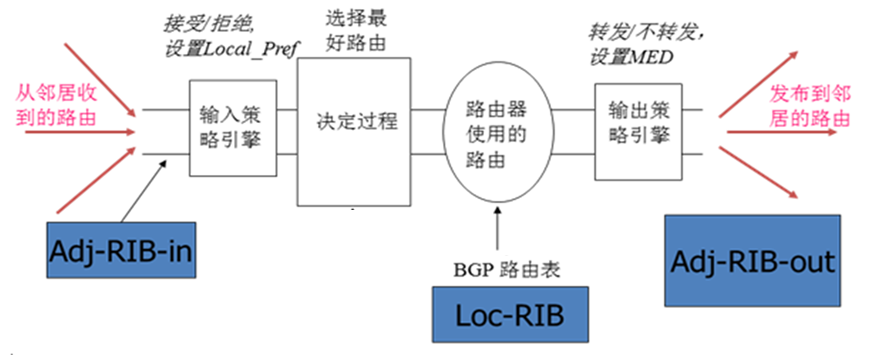 接受/拒绝,
设置Local_Pref
选择最
好路由
转发/不转发，
设置MED
从邻居收
到的路由
输入策
略引擎
决定过程
路由器
使用的
路由
输出策
略引擎
发布到邻
居的路由
Adj-RIB-in
BGP 路由表
Loc-RIB
Adj-RIB-out